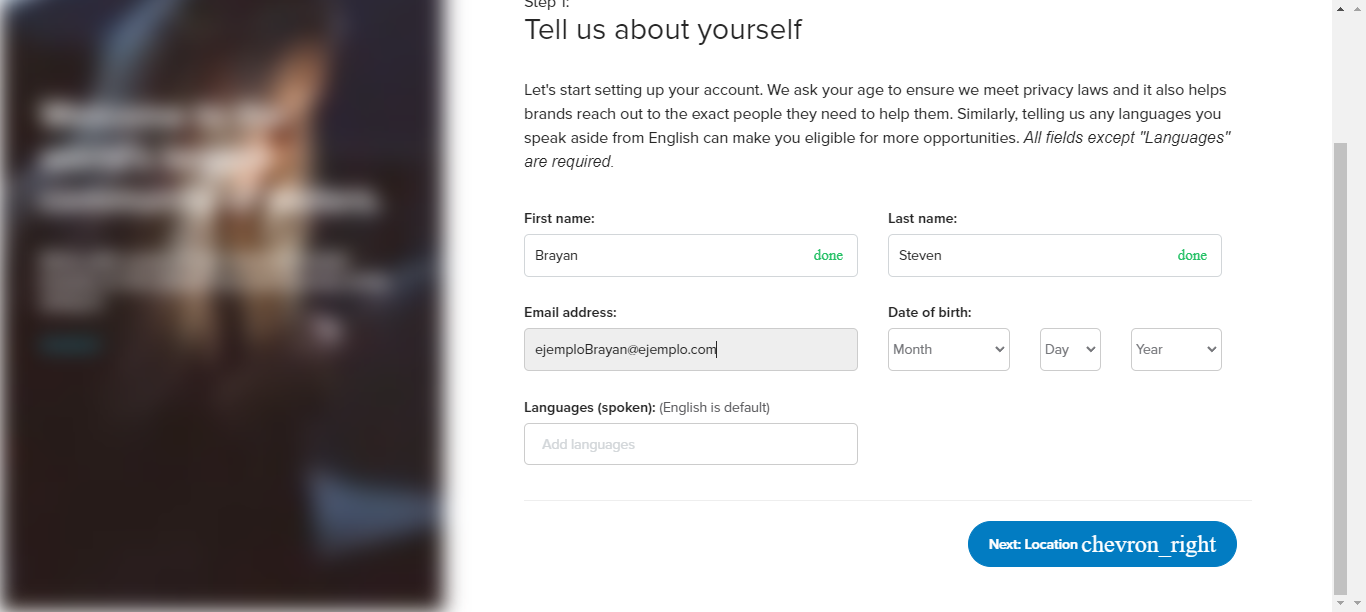 Step 1:
Tell us about yourself
Let's start setting up your account. We ask your age to ensure we meet privacy laws and it also helps
brands reach out to the exact people they need to help them. Similarly, telling us any languages you
speak aside from English can make you eligible for more opportunities. All fields except "Languages"
are required.
First name:
Last name:
Brayan done
Steven done
Email address:
Date of birth:
ejemploBrayan@ejemplo.com
Month
Day
Year
Languages (spoken): (English is default)
Add languages
Next: Location chevron_right